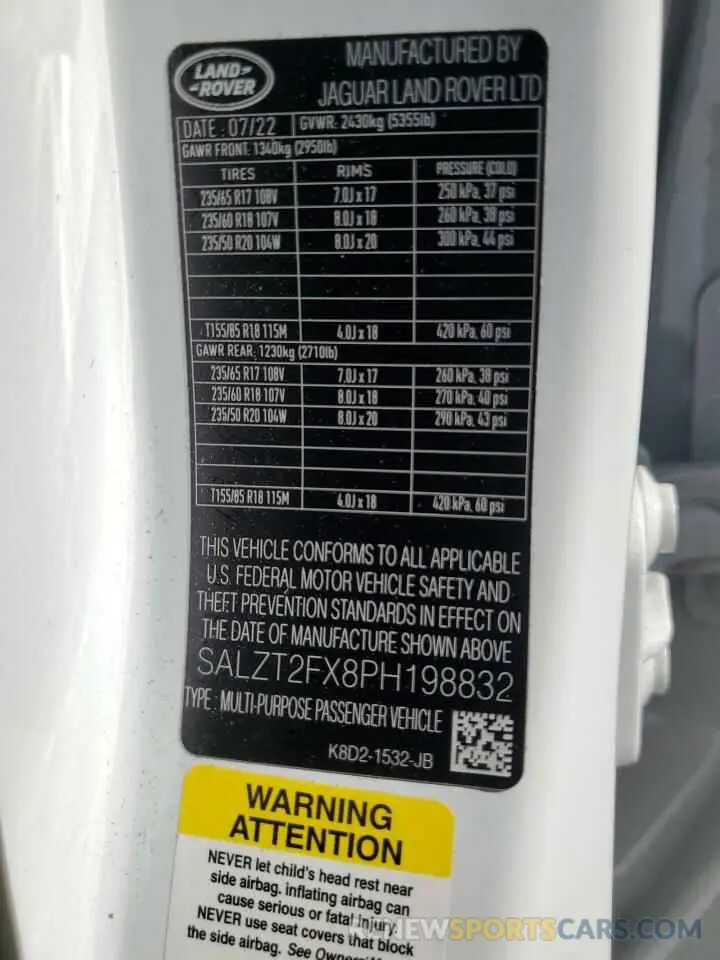 LAND-
-ROVER
MANUFACTURED BY
JAGUAR LAND ROVER LTD
DATE : 07/22 GVWR: 2430kg (5355lb)
GAWR FRONT: 1340kg (2950lb)
TIRES RIMS PRESSURE (COLD)
235/65 R17 108V 7.0J x 17 250 kPa, 37 psi
235/60 R18 107V 8.0J x 18 260 kPa, 38 psi
235/50 R20 104W 8.0J x 20 300 kPa, 44 psi
T155/85 R18 115M 4.0J x 18 420 kPa, 60 psi
GAWR REAR: 1230kg (2710lb)
235/65 R17 108V 7.0J x 17 260 kPa, 38 psi
235/60 R18 107V 8.0J x 18 270 kPa, 40 psi
235/50 R20 104W 8.0J x 20 290 kPa, 43 psi
T155/85 R18 115M 4.0J x 18 420 kPa, 60 psi
THIS VEHICLE CONFORMS TO ALL APPLICABLE
U.S. FEDERAL MOTOR VEHICLE SAFETY AND
THEFT PREVENTION STANDARDS IN EFFECT ON
THE DATE OF MANUFACTURE SHOWN ABOVE
SALZT2FX8PH198832
TYPE : MULTI-PURPOSE PASSENGER VEHICLE
K8D2-1532-JB
WARNING
ATTENTION
NEVER let child's head rest near
side airbag. inflating airbag can
cause serious or fatal injury.
NEVER use seat covers that block
the side airbag. See Owner's
RENEWSPORTSCARS.COM